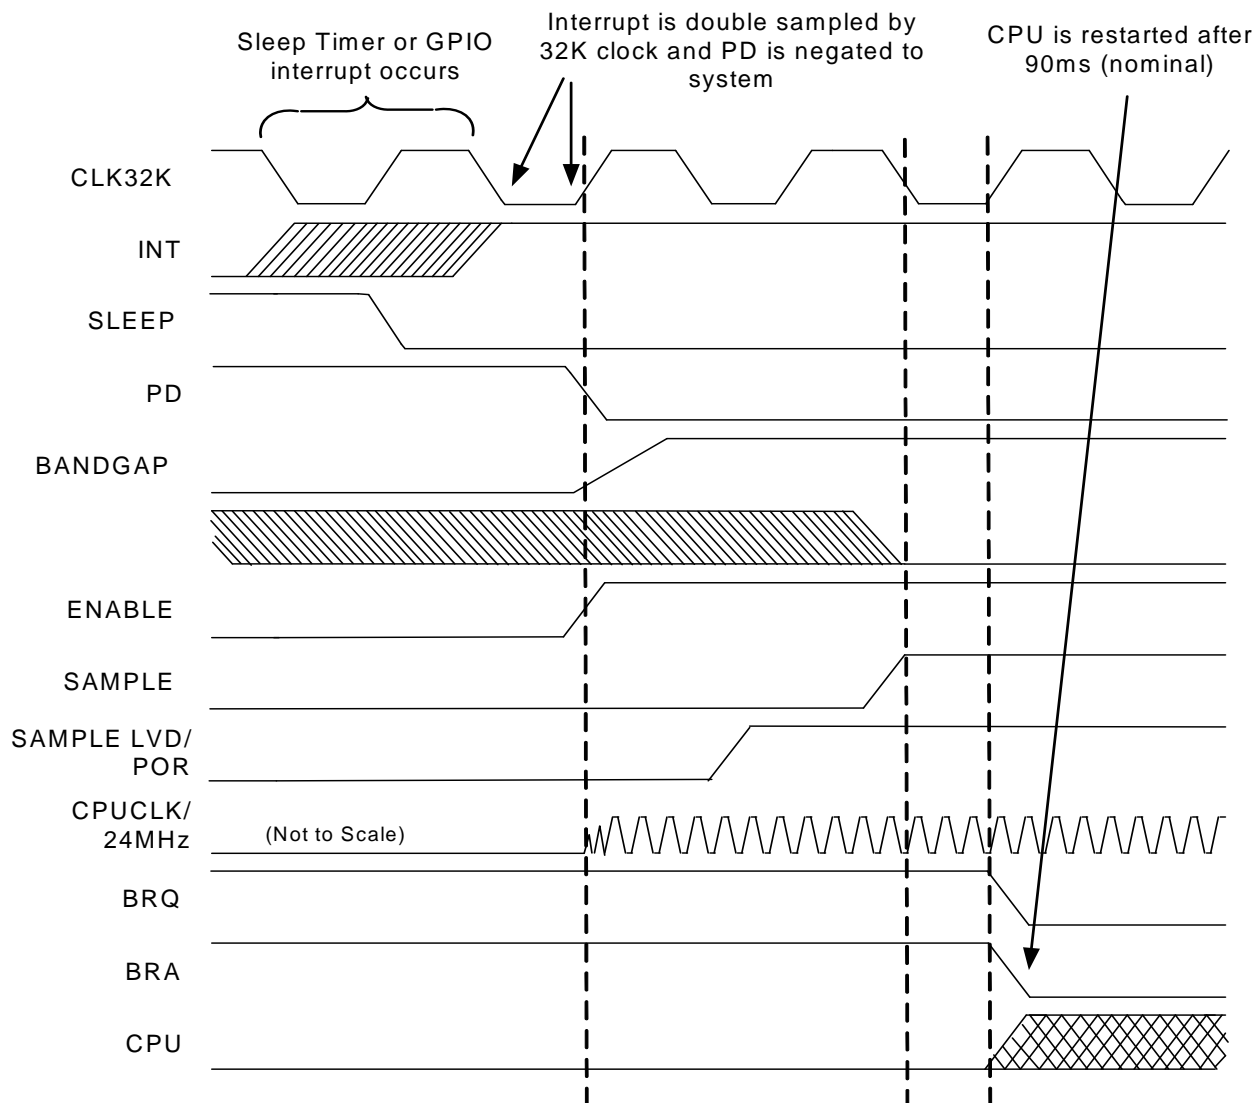 Sleep Timer or GPIO
interrupt occurs
Interrupt is double sampled by
32K clock and PD is negated to
system
CPU is restarted after
90ms (nominal)
CLK32K
INT
SLEEP
PD
BANDGAP
ENABLE
SAMPLE
SAMPLE LVD/
POR
CPUCLK/
24MHz
(Not to Scale)
BRQ
BRA
CPU